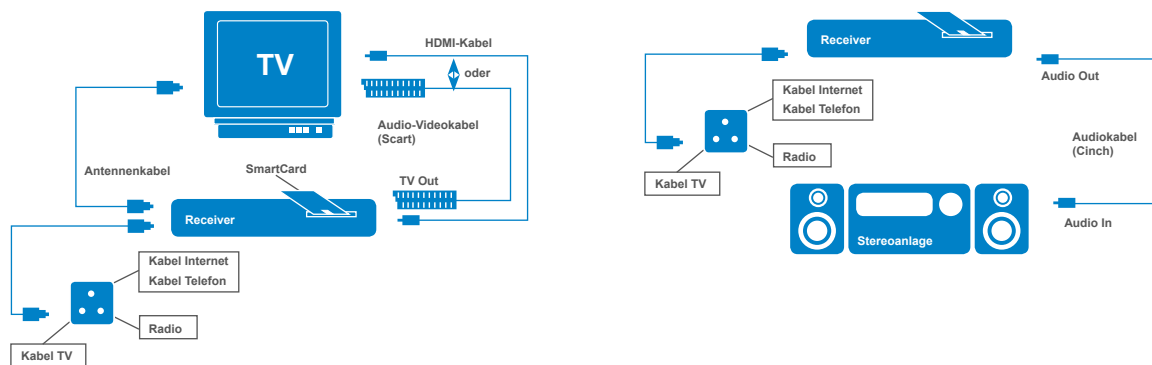 TV
HDMI-Kabel
oder
Audio-Videokabel
(Scart)
Antennenkabel
SmartCard
TV Out
Receiver
Kabel Internet
Kabel Telefon
Radio
Kabel TV
Receiver
Audio Out
Kabel Internet
Kabel Telefon
Audiokabel
(Cinch)
Radio
Kabel TV
Audio In
Stereoanlage